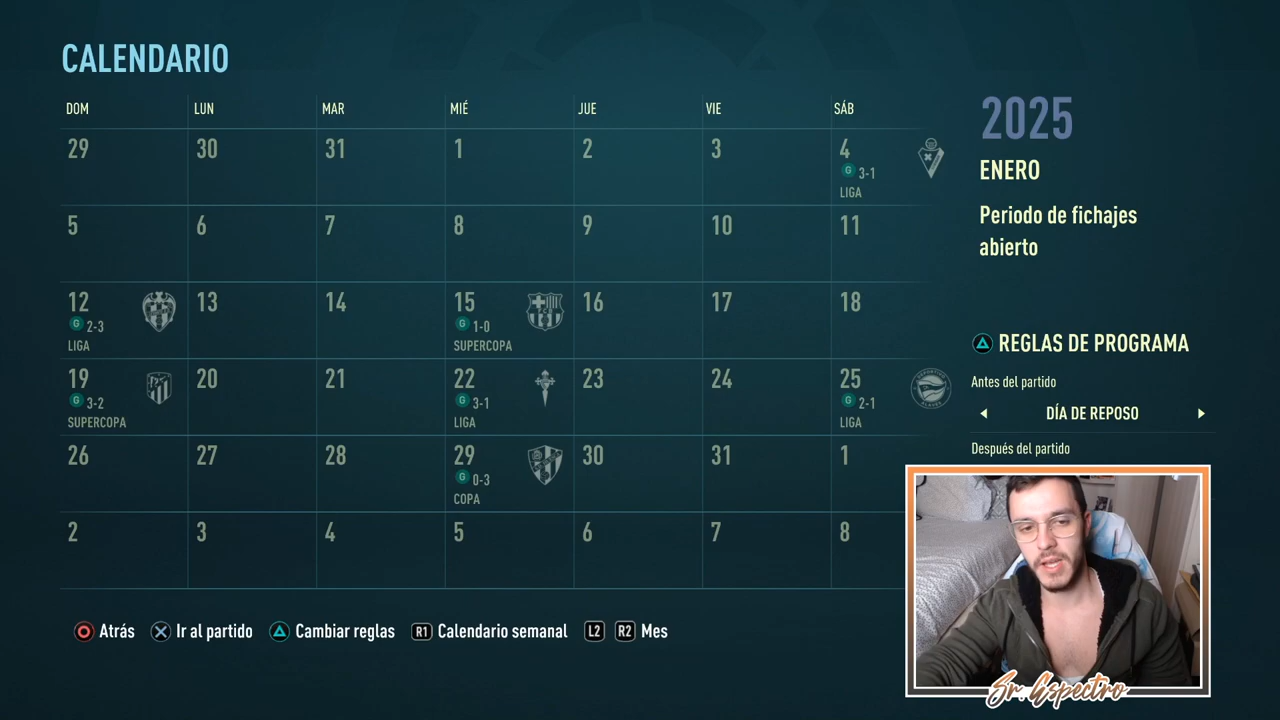 CALENDARIO
DOM LUN MAR MIÉ JUE VIE SÁB
29 30 31 1 2 3 4
G 3-1
LIGA
5 6 7 8 9 10 11
12 13 14 15 16 17 18
G 2-3 G 1-0
LIGA SUPERCOPA
19 20 21 22 23 24 25
G 3-2 G 3-1 G 2-1
SUPERCOPA LIGA LIGA
26 27 28 29 30 31 1
G 0-3
COPA
2 3 4 5 6 7 8
2025
ENERO
Periodo de fichajes
abierto
REGLAS DE PROGRAMA
Antes del partido
DÍA DE REPOSO
Después del partido
Atrás Ir al partido Cambiar reglas R1 Calendario semanal L2 R2 Mes
Sr. Espectro